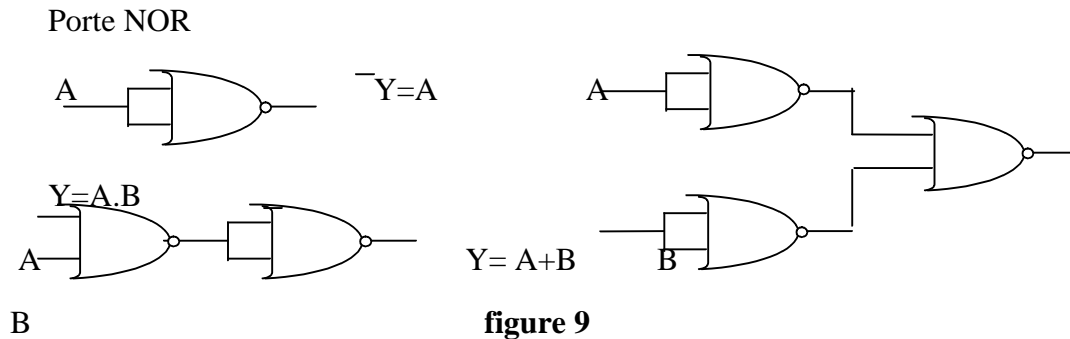 Porte NOR
A ¯Y=A A
Y=A.B
A Y= A+B B
B figure 9